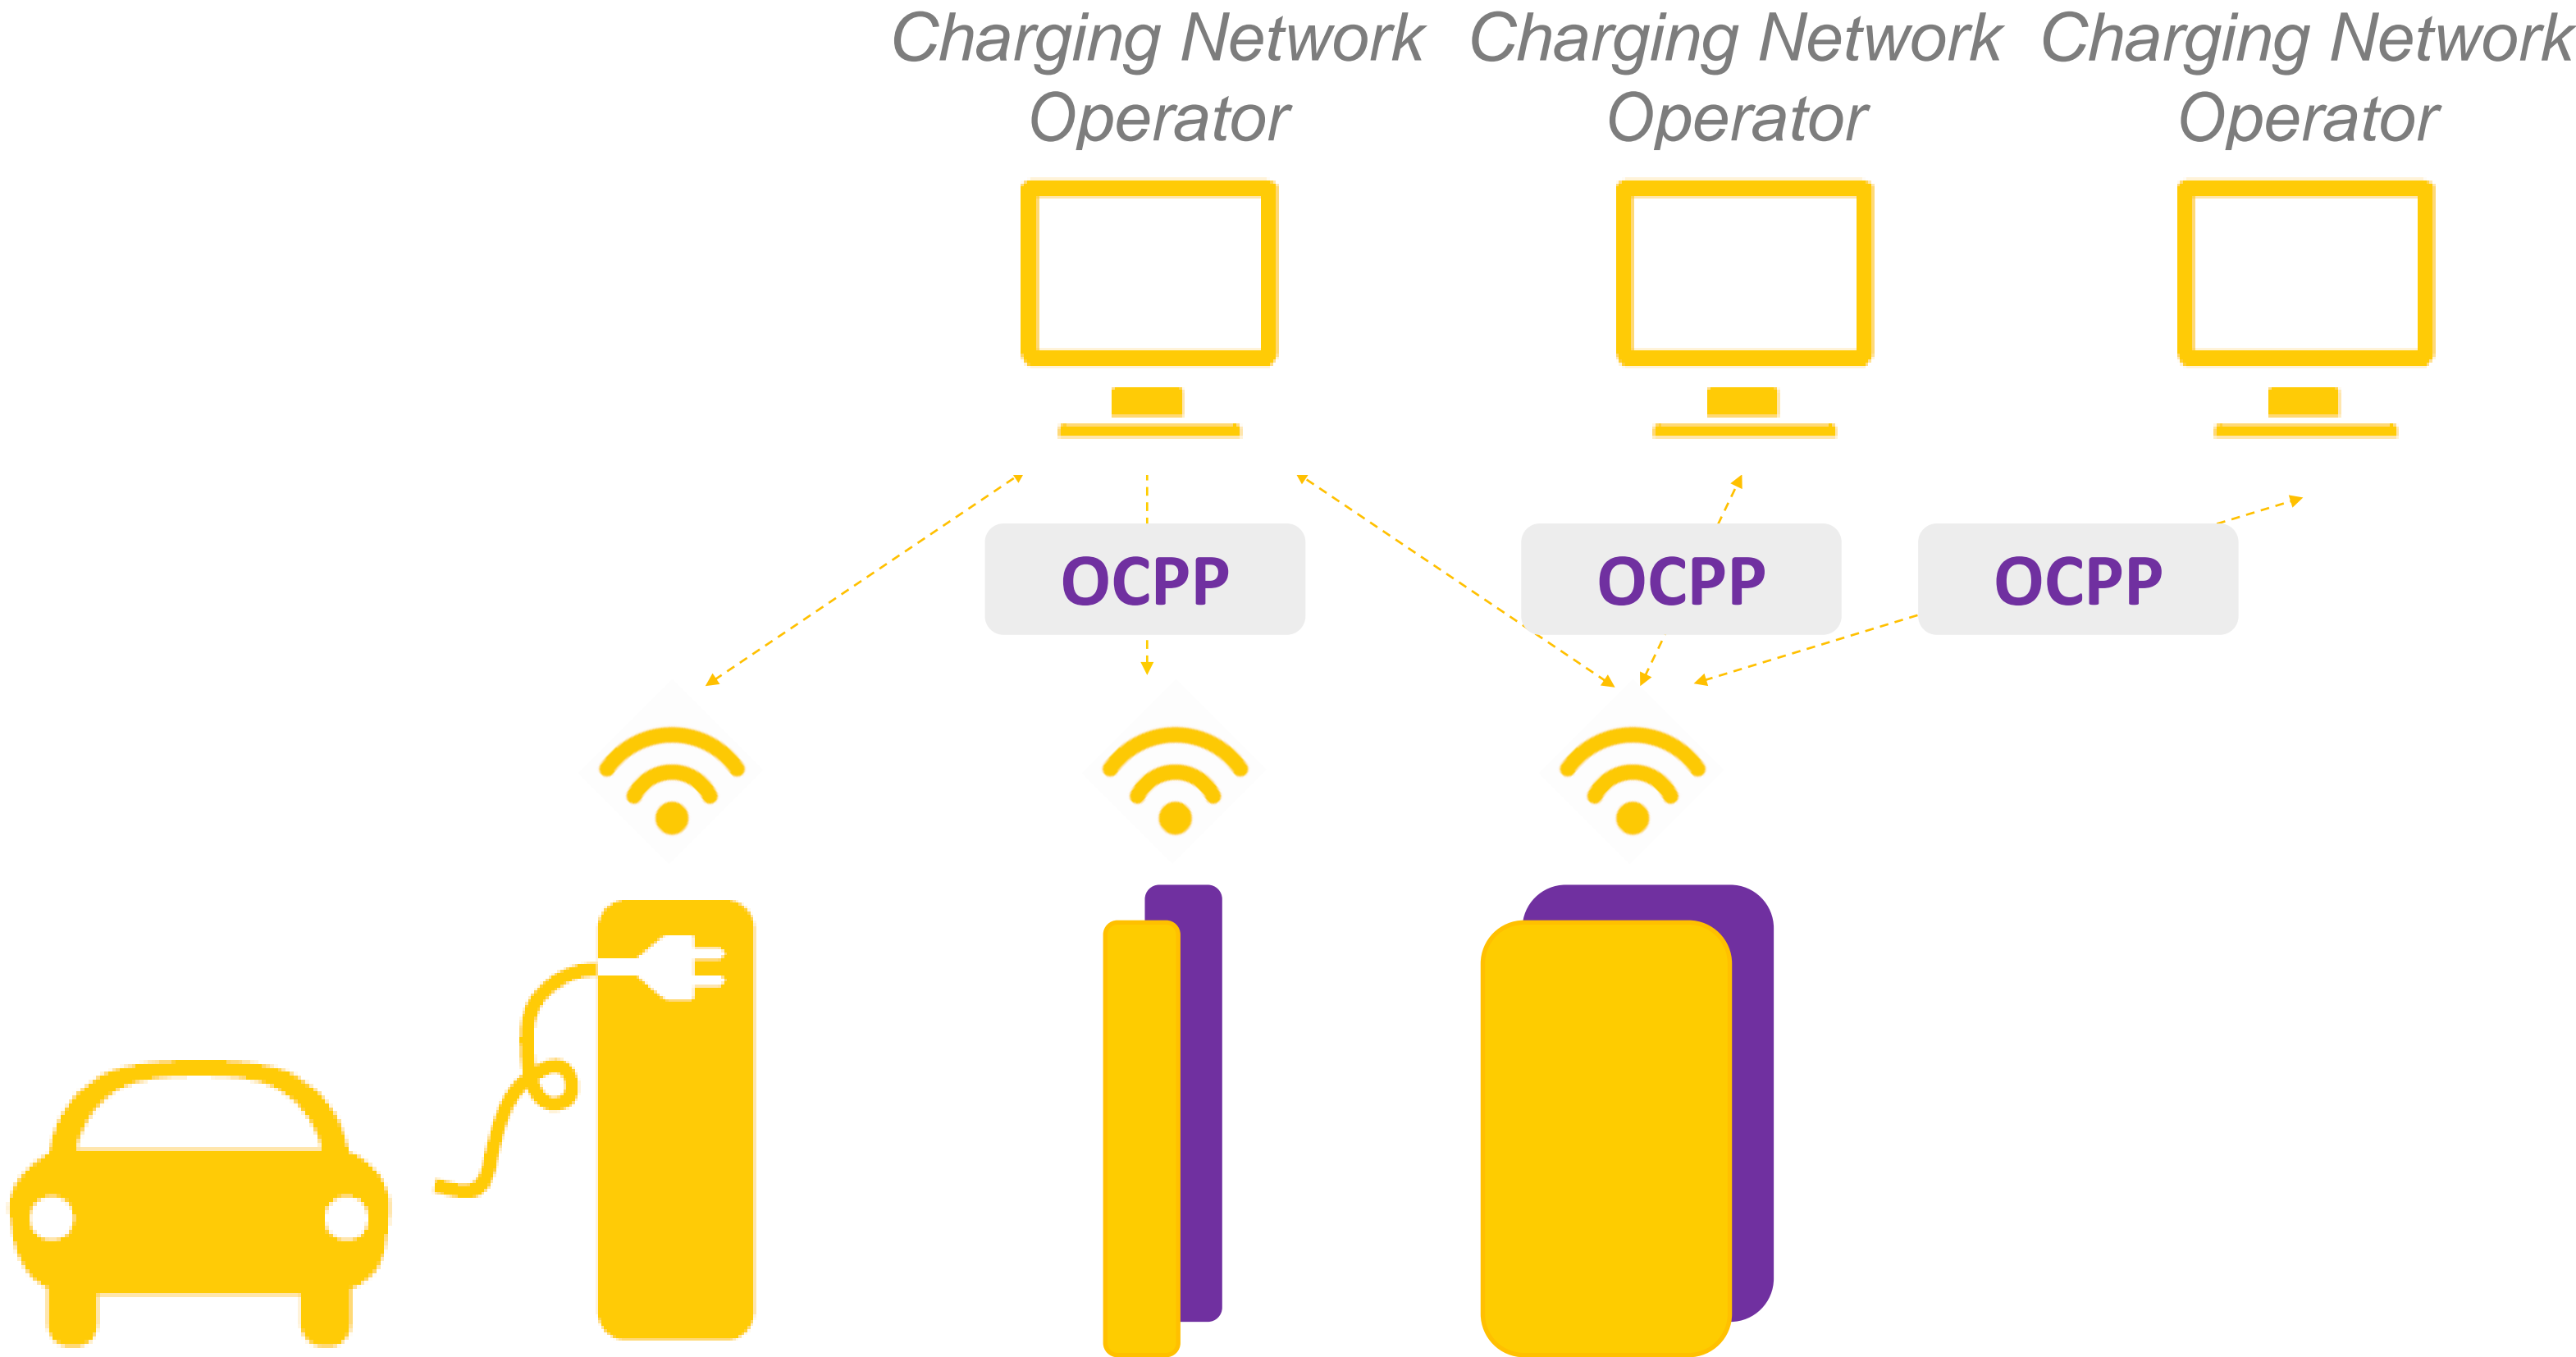 Charging Network
Operator
Charging Network
Operator
Charging Network
Operator
OCPP
OCPP
OCPP